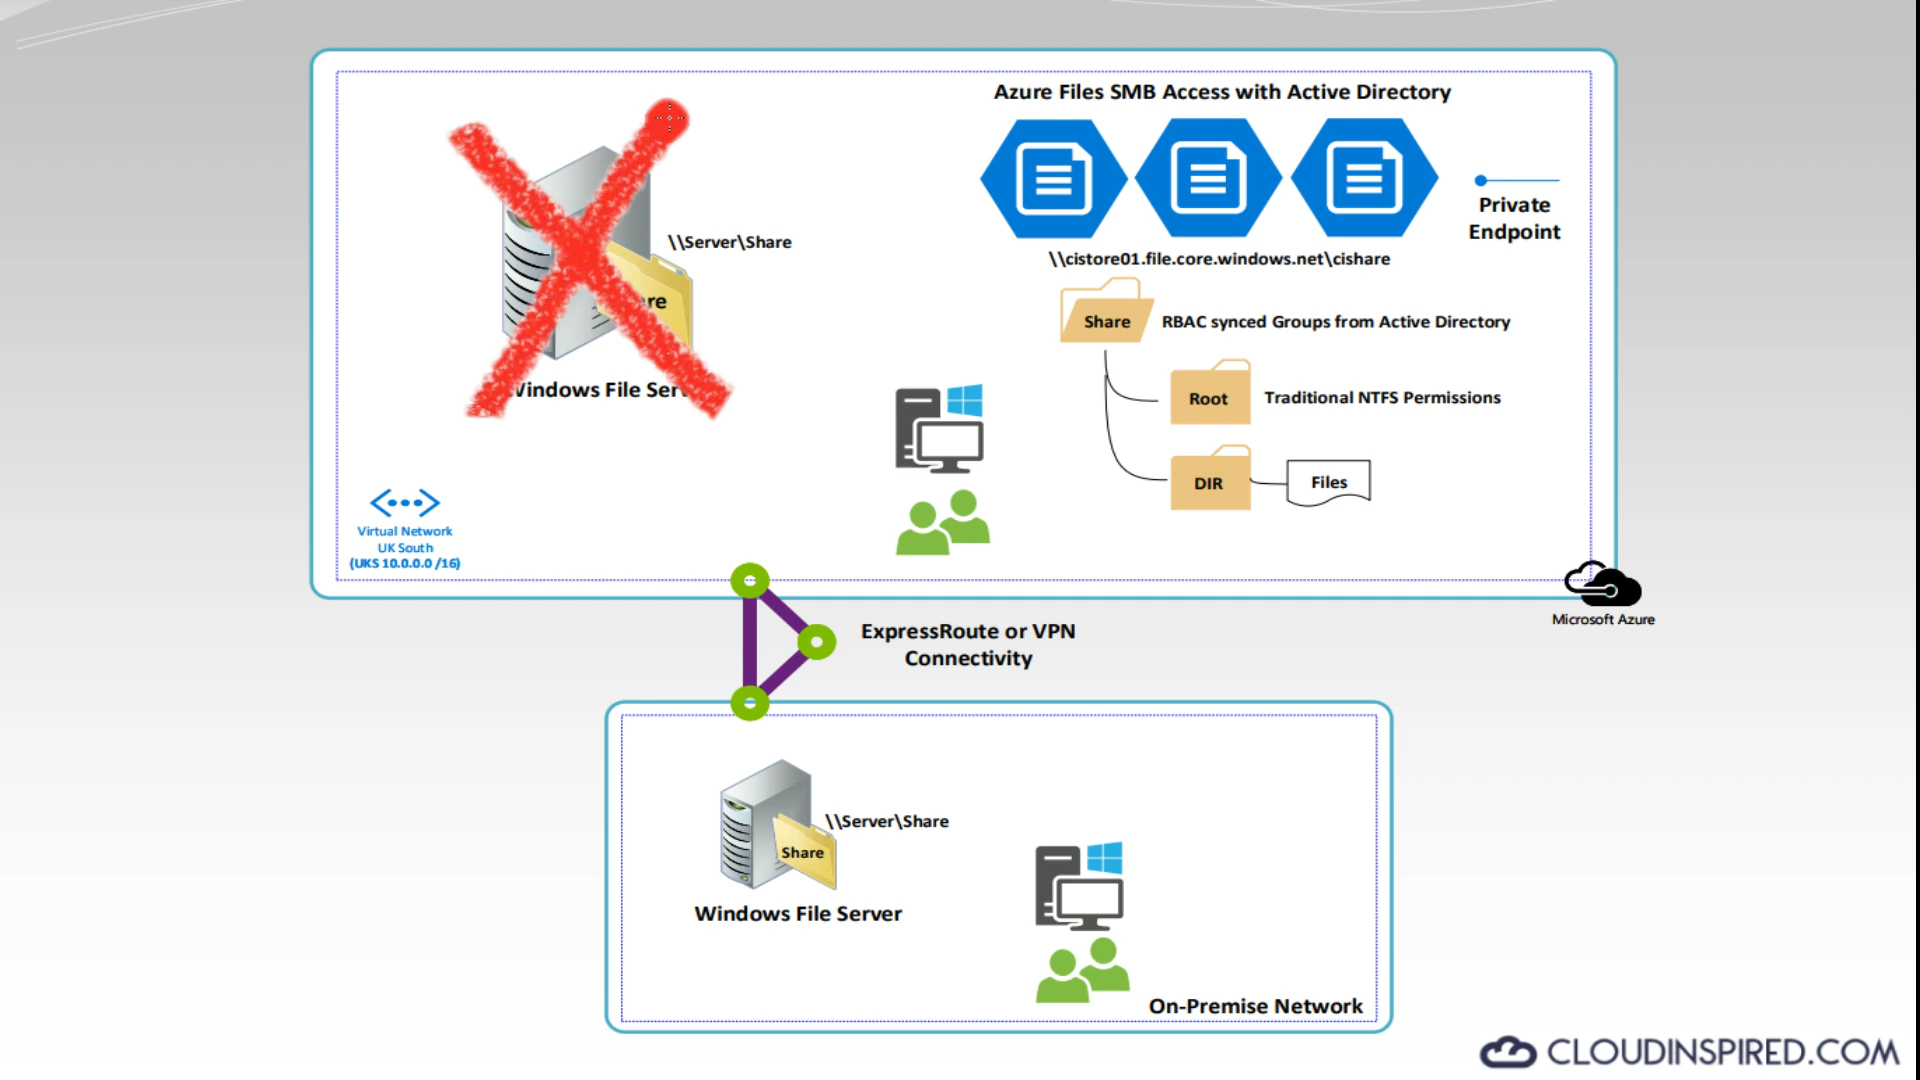 Azure Files SMB Access with Active Directory
\\Server\Share
Private
Endpoint
\\cistore01.file.core.windows.net\cishare
Share
RBAC synced Groups from Active Directory
Root
Traditional NTFS Permissions
DIR
Files
Virtual Network
UK South
(UKS 10.0.0.0 /16)
Microsoft Azure
ExpressRoute or VPN
Connectivity
\\Server\Share
Share
Windows File Server
On-Premise Network
CLOUDINSPIRED.COM